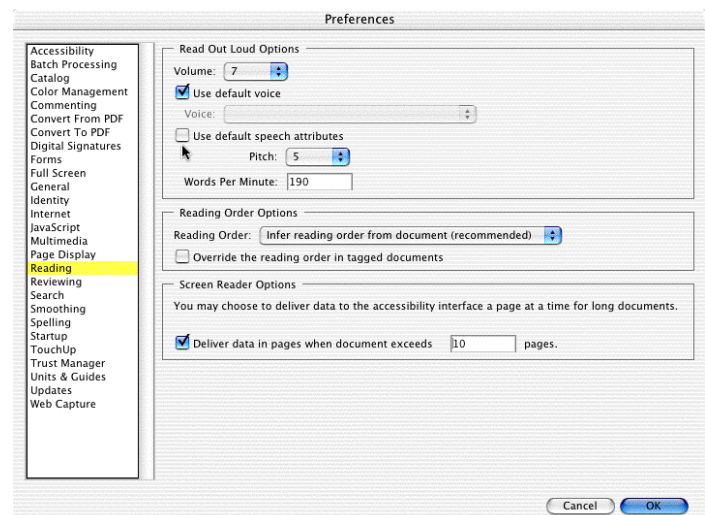 Preferences
Accessibility
Batch Processing
Catalog
Color Management
Commenting
Convert From PDF
Convert To PDF
Digital Signatures
Forms
Full Screen
General
Identity
Internet
JavaScript
Multimedia
Page Display
Reading
Reviewing
Search
Smoothing
Spelling
Startup
TouchUp
Trust Manager
Units & Guides
Updates
Web Capture
Read Out Loud Options
Volume: 7
Use default voice
Voice:
Use default speech attributes
Pitch: 5
Words Per Minute: 190
Reading Order Options
Reading Order: Infer reading order from document (recommended)
Override the reading order in tagged documents
Screen Reader Options
You may choose to deliver data to the accessibility interface a page at a time for long documents.
Deliver data in pages when document exceeds 10 pages.
Cancel OK